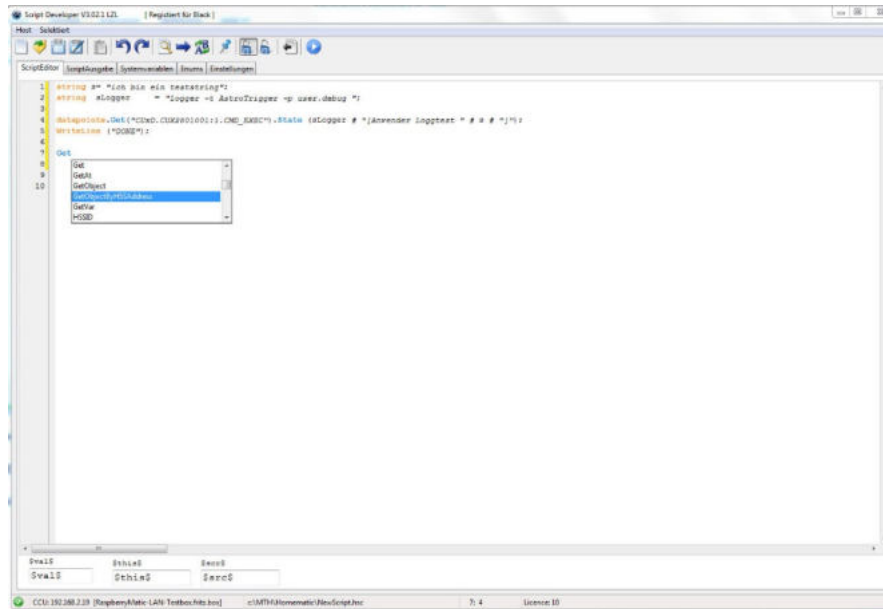 Script Developer V3.02.1 LZL [ Registiert für Black ]
Host Selektiert
ScriptEditor ScriptAusgabe Systemvariablen Enums Einstellungen
1 string s= "ich bin ein teststring";
2 string sLogger = "logger -t AstroTrigger -p user.debug ";
3
4 datapoints.Get("CUxD.CUX2801001:1.CMD_EXEC").State (sLogger # "[Anwender Loggtest " # s # "]");
5 WriteLine ("DONE");
6
7 Get
8 Get
9 GetAt
10 GetObject
GetObjectByHSSAddress
GetVar
HSSID
$val$ $this$ $src$
$val$ $this$ $src$
CCU: 192.168.2.19 [RaspberryMatic-LAN-Testbox.fritz.box] c:\MTH\Homematic\NewScript.hsc 7: 4 Licence: 10